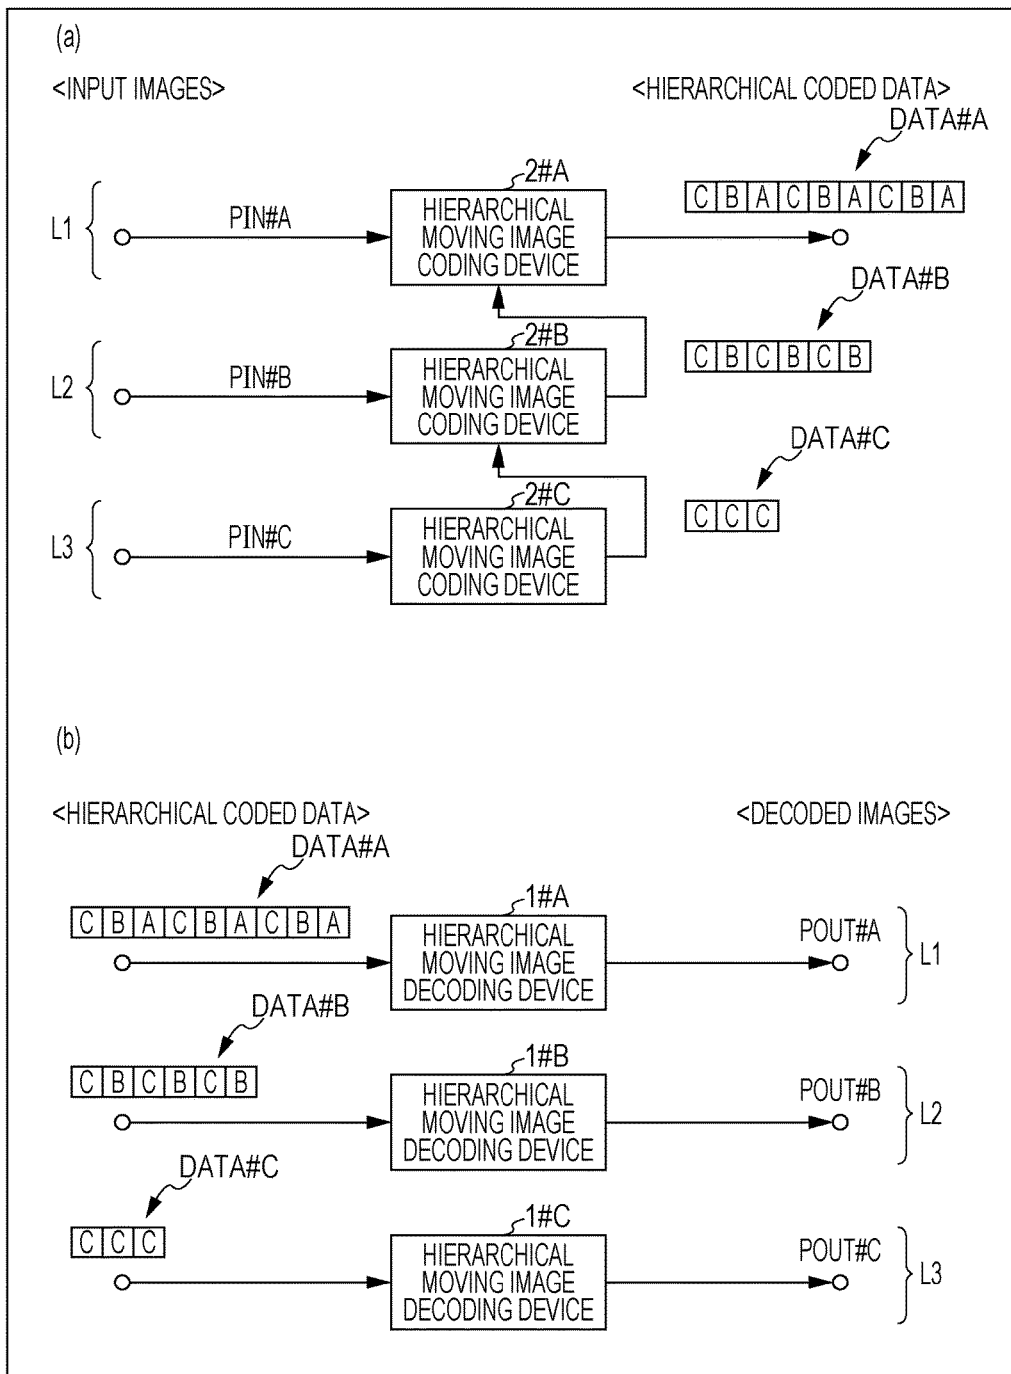 (a)
<INPUT IMAGES>
<HIERARCHICAL CODED DATA>
DATA#A
2#A
C B A C B A C B A
L1
PIN#A
HIERARCHICAL
MOVING IMAGE
CODING DEVICE
DATA#B
2#B
C B C B C B
L2
PIN#B
HIERARCHICAL
MOVING IMAGE
CODING DEVICE
DATA#C
2#C
C C C
L3
PIN#C
HIERARCHICAL
MOVING IMAGE
CODING DEVICE
(b)
<HIERARCHICAL CODED DATA>
<DECODED IMAGES>
DATA#A
1#A
C B A C B A C B A
HIERARCHICAL
MOVING IMAGE
DECODING DEVICE
POUT#A
L1
DATA#B
1#B
C B C B C B
HIERARCHICAL
MOVING IMAGE
DECODING DEVICE
POUT#B
L2
DATA#C
1#C
C C C
HIERARCHICAL
MOVING IMAGE
DECODING DEVICE
POUT#C
L3